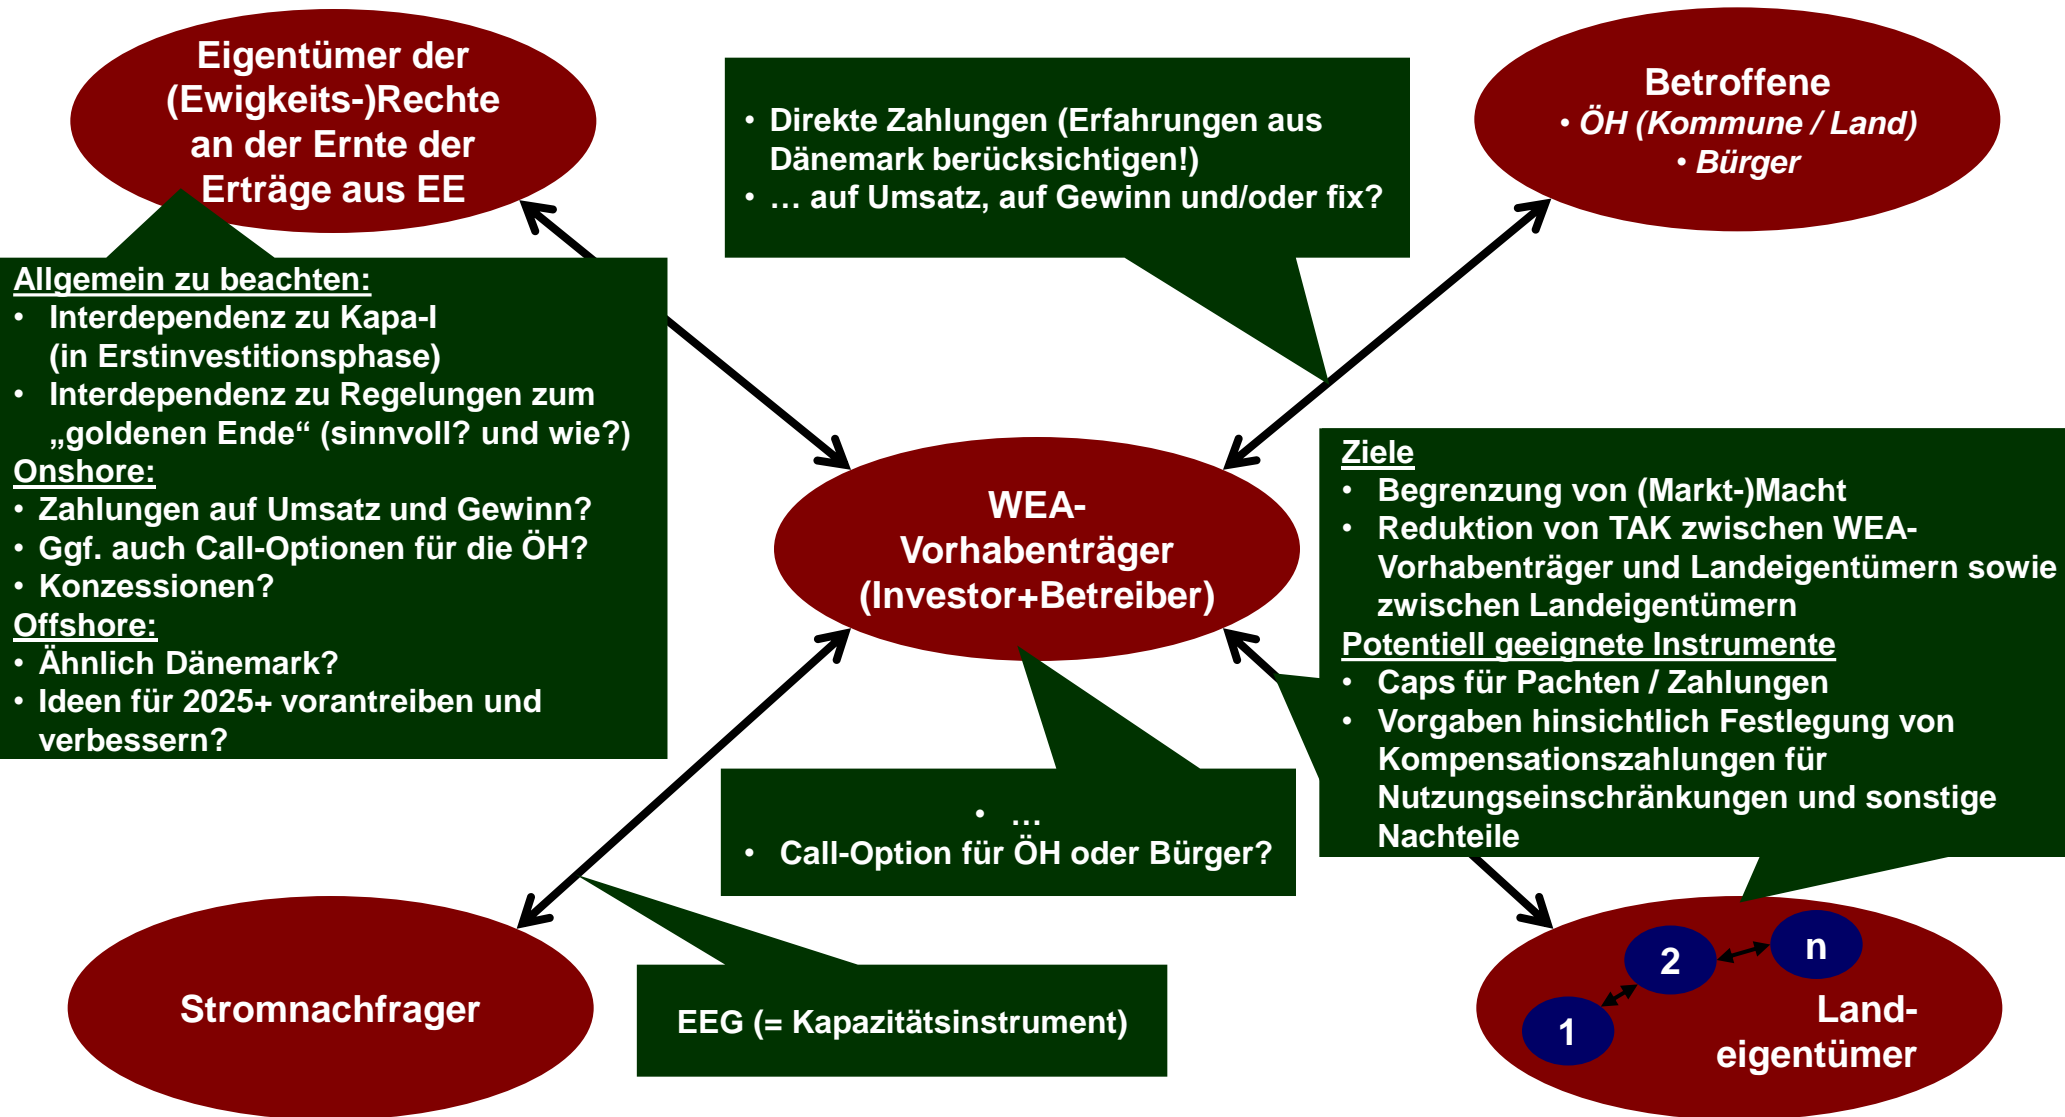 Eigentümer der
(Ewigkeits-)Rechte
an der Ernte der
Erträge aus EE
• Direkte Zahlungen (Erfahrungen aus
Dänemark berücksichtigen!)
• … auf Umsatz, auf Gewinn und/oder fix?
Betroffene
• ÖH (Kommune / Land)
• Bürger
Allgemein zu beachten:
• Interdependenz zu Kapa-I
(in Erstinvestitionsphase)
• Interdependenz zu Regelungen zum
„goldenen Ende“ (sinnvoll? und wie?)
Onshore:
• Zahlungen auf Umsatz und Gewinn?
• Ggf. auch Call-Optionen für die ÖH?
• Konzessionen?
Offshore:
• Ähnlich Dänemark?
• Ideen für 2025+ vorantreiben und
verbessern?
WEA-
Vorhabenträger
(Investor+Betreiber)
Ziele
• Begrenzung von (Markt-)Macht
• Reduktion von TAK zwischen WEA-
Vorhabenträger und Landeigentümern sowie
zwischen Landeigentümern
Potentiell geeignete Instrumente
• Caps für Pachten / Zahlungen
• Vorgaben hinsichtlich Festlegung von
Kompensationszahlungen für
Nutzungseinschränkungen und sonstige
Nachteile
• …
• Call-Option für ÖH oder Bürger?
Stromnachfrager
EEG (= Kapazitätsinstrument)
1
2
n
Land-
eigentümer